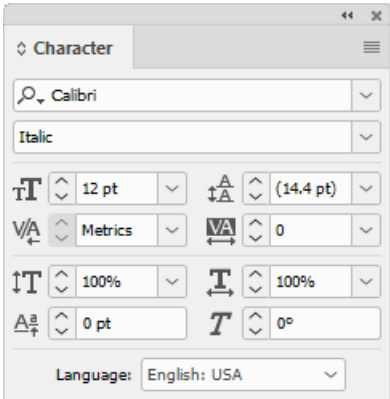 Character
Calibri
Italic
12 pt (14.4 pt)
Metrics 0
100% 100%
0 pt 0°
Language: English: USA